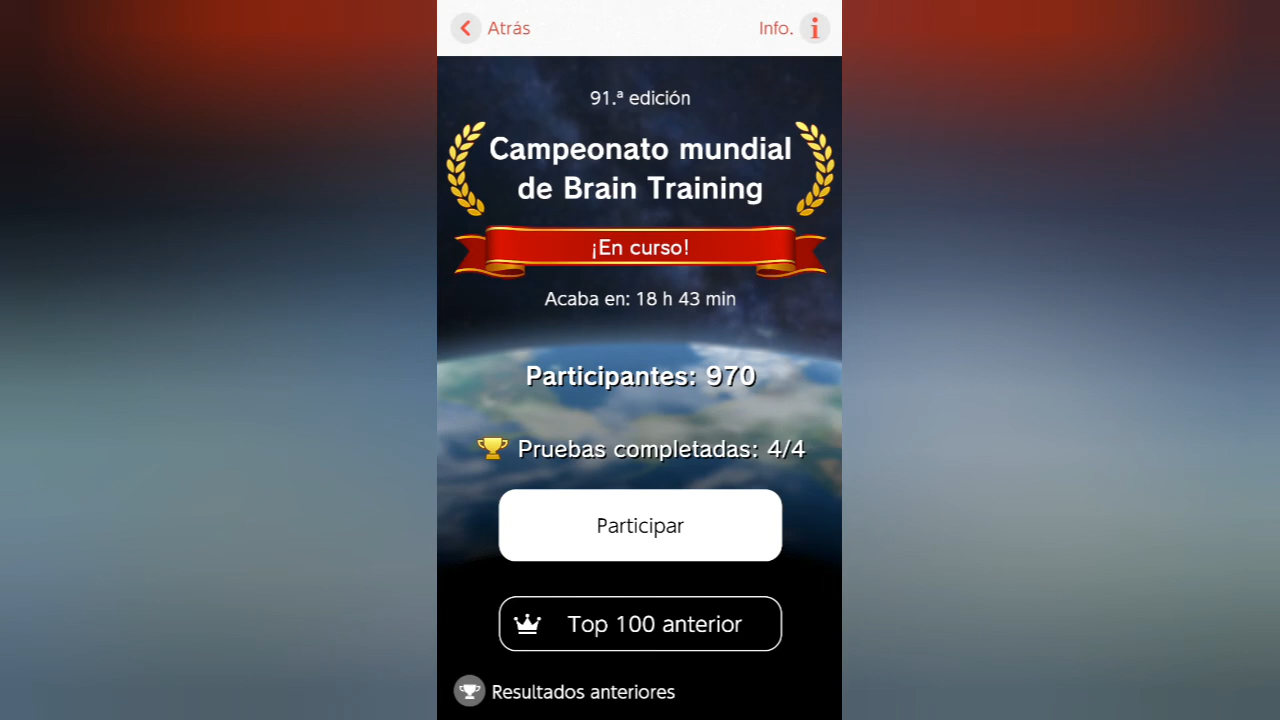 Atrás
Info.
91.ª edición
Campeonato mundial
de Brain Training
¡En curso!
Acaba en: 18 h 43 min
Participantes: 970
Pruebas completadas: 4/4
Participar
Top 100 anterior
Resultados anteriores